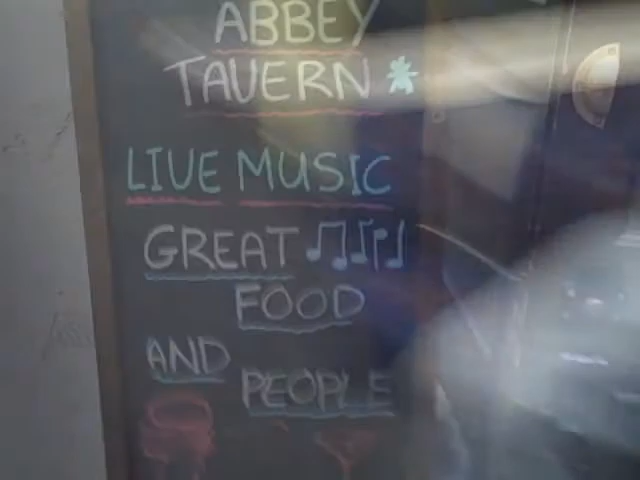 ABBEY
TAVERN
LIVE MUSIC
GREAT
FOOD
AND
PEOPLE